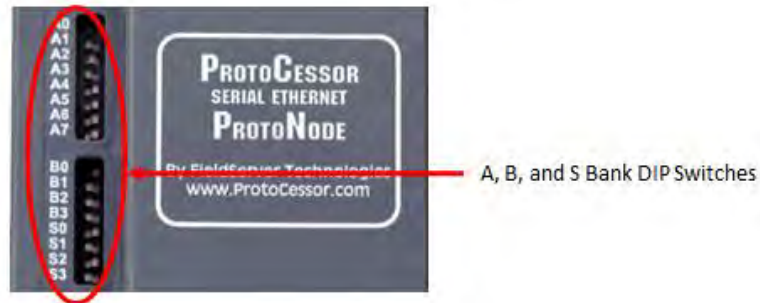 A0
A1
A2
A3
A4
A5
A6
A7
B0
B1
B2
B3
S0
S1
S2
S3
PROTOCESSOR
SERIAL ETHERNET
PROTONODE
By FieldServer Technologies
www.ProtoCessor.com
A, B, and S Bank DIP Switches